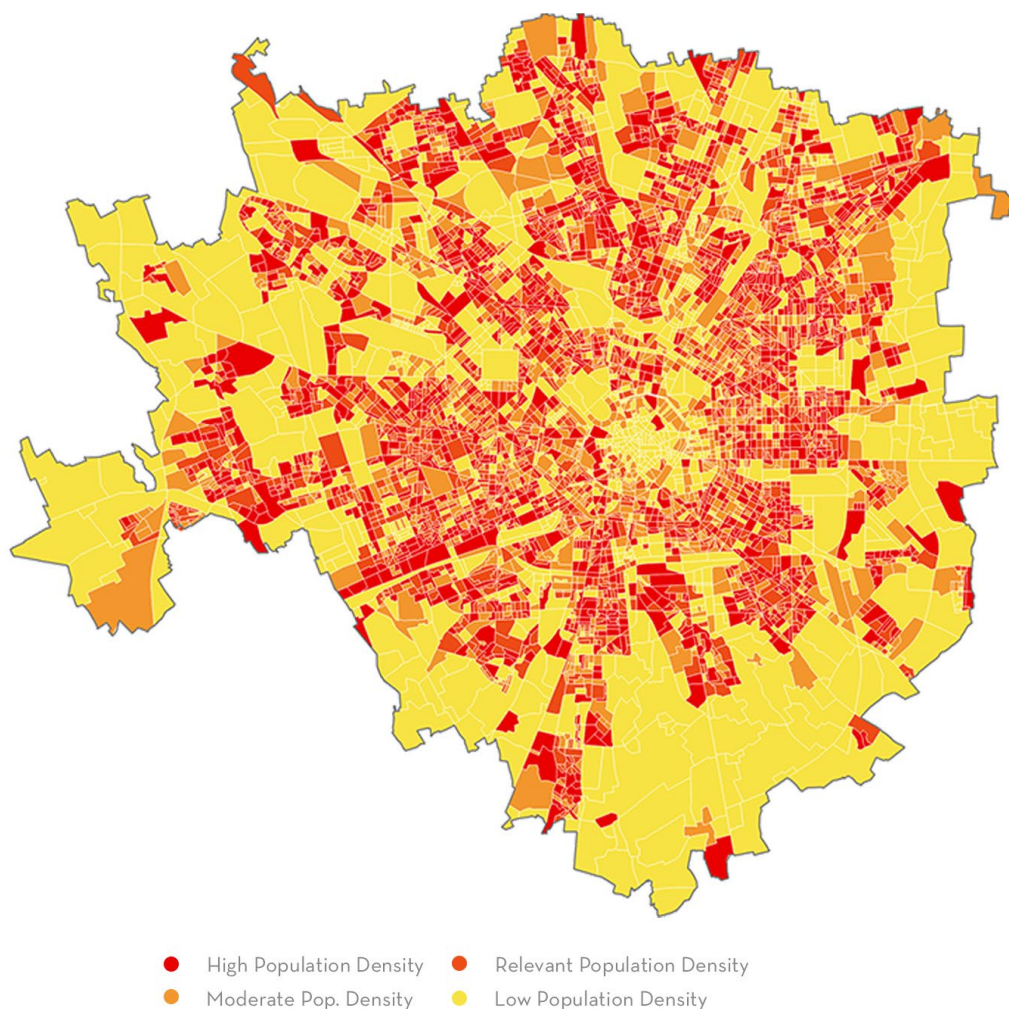 High Population Density
Relevant Population Density
Moderate Pop. Density
Low Population Density